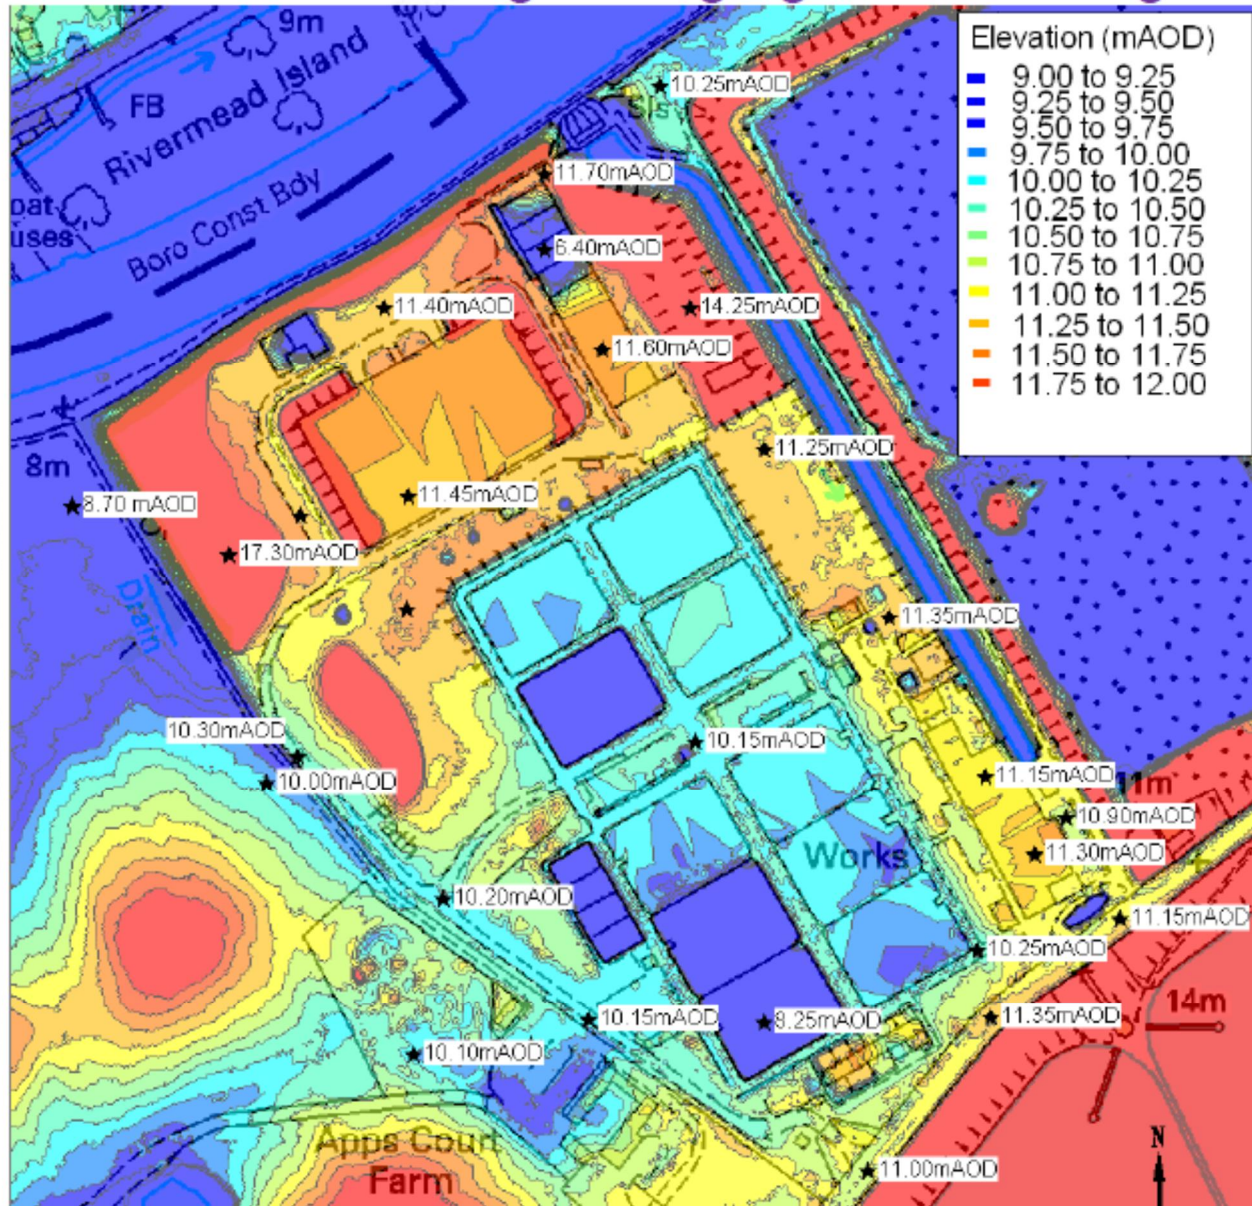 9m
Elevation (mAOD)
9.00 to 9.25
9.25 to 9.50
9.50 to 9.75
9.75 to 10.00
10.00 to 10.25
10.25 to 10.50
10.50 to 10.75
10.75 to 11.00
11.00 to 11.25
11.25 to 11.50
11.50 to 11.75
11.75 to 12.00
10.25mAOD
FB
Rivermead Island
11.70mAOD
oat
uses
Boro Const Bdy
6.40mAOD
11.40mAOD
14.25mAOD
11.60mAOD
11.25mAOD
8m
8.70 mAOD
11.45mAOD
17.30mAOD
Drain
11.35mAOD
10.30mAOD
10.15mAOD
10.00mAOD
11.15mAOD
11m
10.90mAOD
Works
11.30mAOD
10.20mAOD
11.15mAOD
10.25mAOD
14m
10.15mAOD
11.35mAOD
10.10mAOD
Apps Court
Farm
N
11.00mAOD